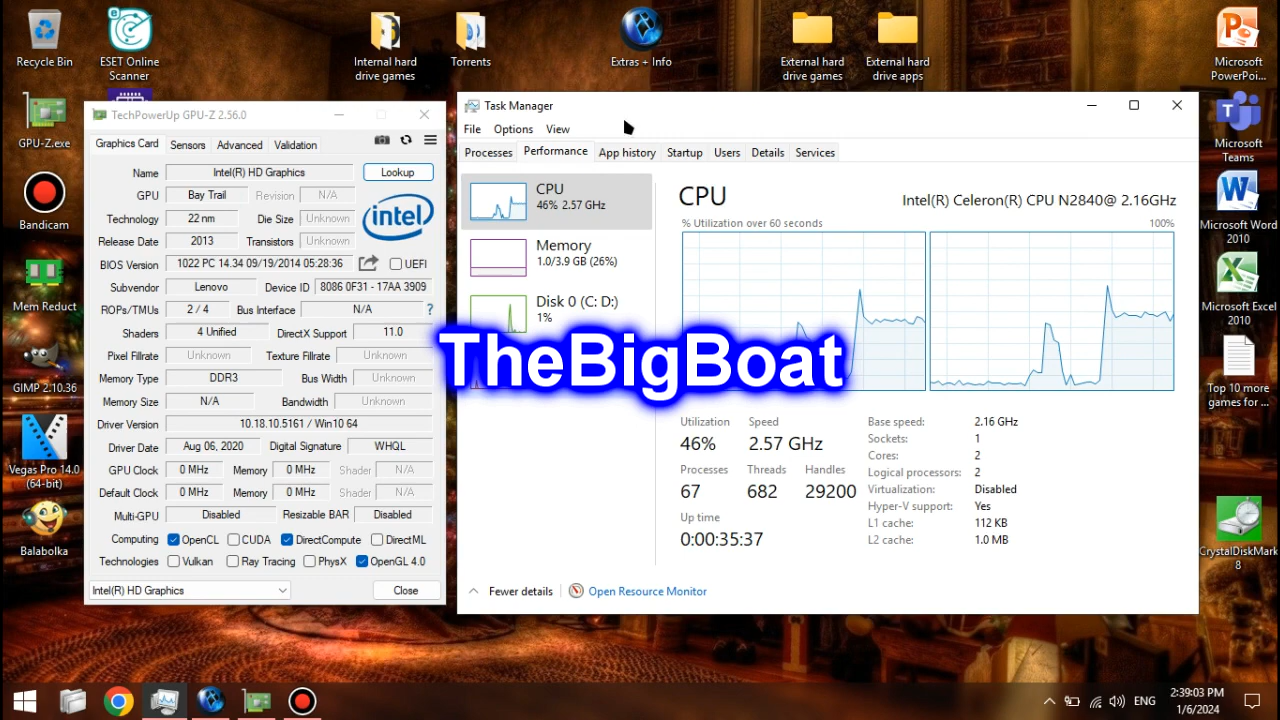 Recycle Bin
ESET Online
Scanner
Internal hard
drive games
Torrents
Extras + Info
External hard
drive games
External hard
drive apps
Microsoft
PowerPoi...
GPU-Z.exe
Bandicam
Mem Reduct
GIMP 2.10.36
Vegas Pro 14.0
(64-bit)
Balabolka
TechPowerUp GPU-Z 2.56.0
Graphics Card Sensors Advanced Validation
Name Intel(R) HD Graphics Lookup
GPU Bay Trail Revision N/A
Technology 22 nm Die Size Unknown
intel
Release Date 2013 Transistors Unknown
BIOS Version 1022 PC 14.34 09/19/2014 05:28:36 UEFI
Subvendor Lenovo Device ID 8086 0F31 - 17AA 3909
ROPs/TMUs 2 / 4 Bus Interface N/A ?
Shaders 4 Unified DirectX Support 11.0
Pixel Fillrate Unknown Texture Fillrate Unknown
Memory Type DDR3 Bus Width Unknown
Memory Size N/A Bandwidth Unknown
Driver Version 10.18.10.5161 / Win10 64
Driver Date Aug 06, 2020 Digital Signature WHQL
GPU Clock 0 MHz Memory 0 MHz Shader N/A
Default Clock 0 MHz Memory 0 MHz Shader N/A
Multi-GPU Disabled Resizable BAR Disabled
Computing OpenCL CUDA DirectCompute DirectML
Technologies Vulkan Ray Tracing PhysX OpenGL 4.0
Intel(R) HD Graphics Close
Task Manager
File Options View
Processes Performance App history Startup Users Details Services
CPU
46% 2.57 GHz
Memory
1.0/3.9 GB (26%)
Disk 0 (C: D:)
1%
CPU Intel(R) Celeron(R) CPU N2840@ 2.16GHz
% Utilization over 60 seconds 100%
TheBigBoat
Utilization Speed
46% 2.57 GHz
Processes Threads Handles
67 682 29200
Up time
0:00:35:37
Base speed: 2.16 GHz
Sockets: 1
Cores: 2
Logical processors: 2
Virtualization: Disabled
Hyper-V support: Yes
L1 cache: 112 KB
L2 cache: 1.0 MB
Fewer details Open Resource Monitor
Microsoft
Teams
Microsoft Word
2010
Microsoft Excel
2010
Top 10 more
games for ...
CrystalDiskMark
8
ENG
2:39:03 PM
1/6/2024